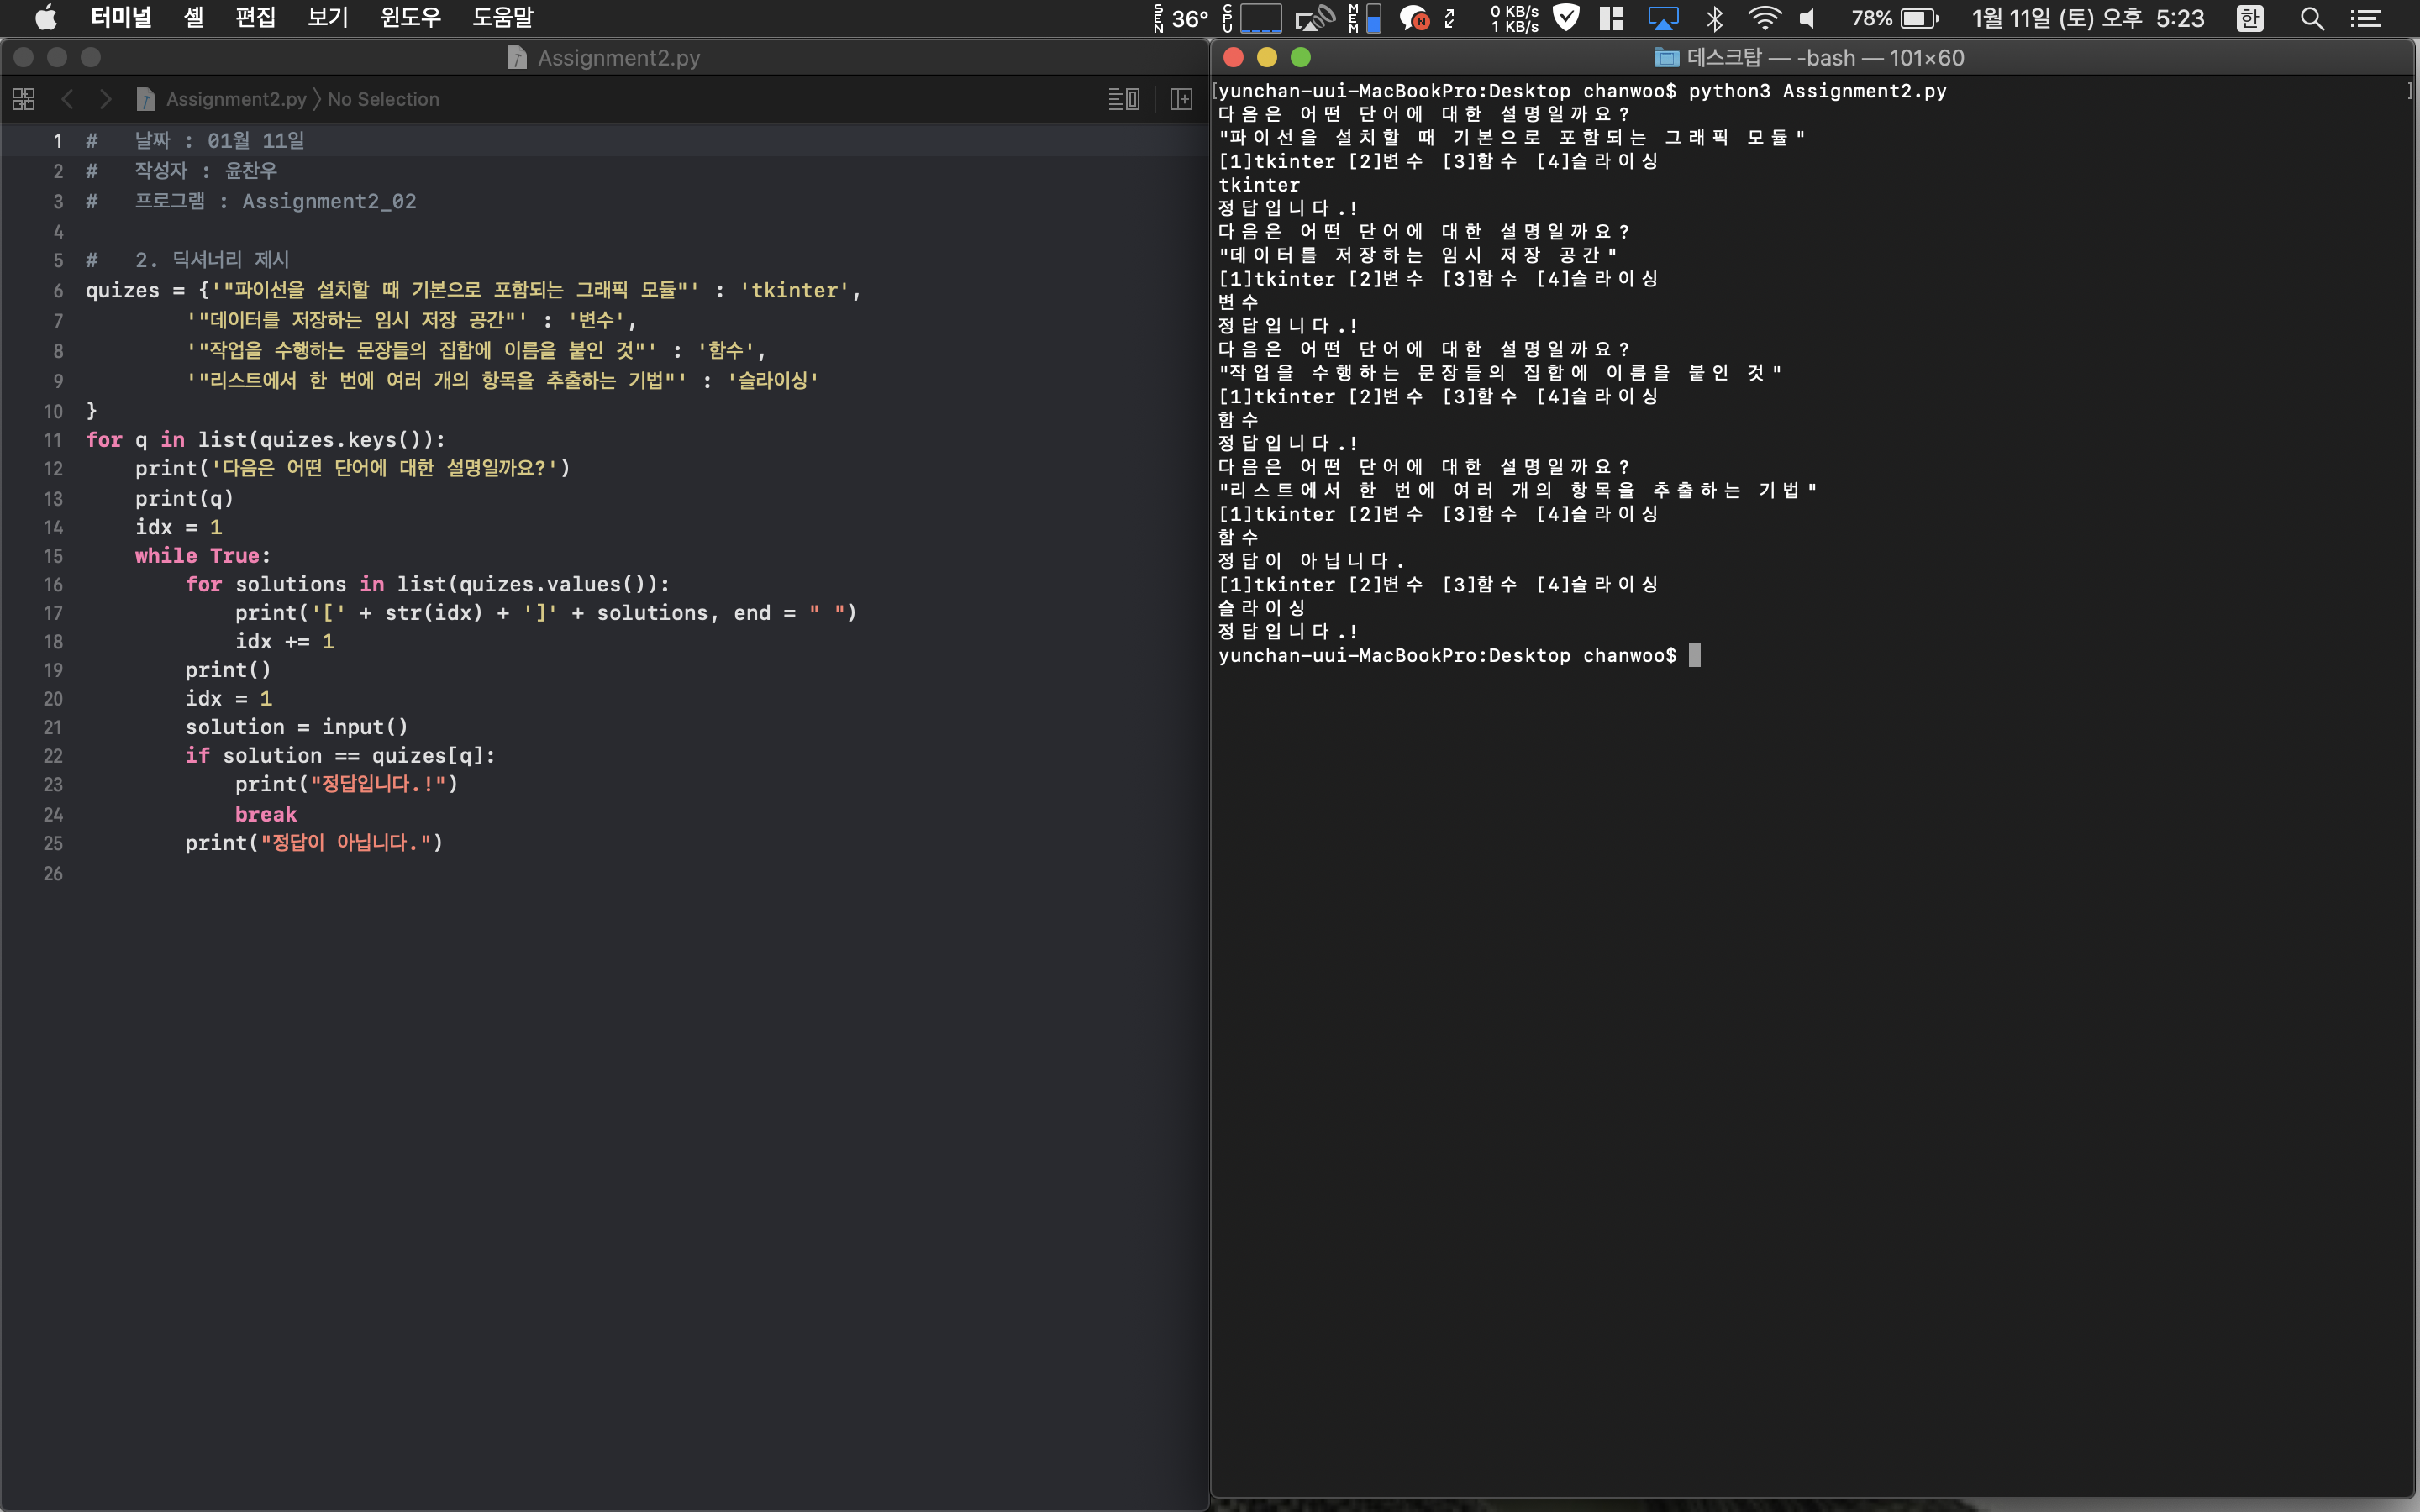 터미널 셸 편집 보기 윈도우 도움말 SEN 36° CPU MEM N 0 KB/s 1 KB/s 78% 1월 11일 (토) 오후 5:23 한
Assignment2.py
Assignment2.py 〉 No Selection
1 # 날짜 : 01월 11일
2 # 작성자 : 윤찬우
3 # 프로그램 : Assignment2_02
4
5 # 2. 딕셔너리 제시
6 quizes = {'"파이선을 설치할 때 기본으로 포함되는 그래픽 모듈"' : 'tkinter',
7 '"데이터를 저장하는 임시 저장 공간"' : '변수',
8 '"작업을 수행하는 문장들의 집합에 이름을 붙인 것"' : '함수',
9 '"리스트에서 한 번에 여러 개의 항목을 추출하는 기법"' : '슬라이싱'
10 }
11 for q in list(quizes.keys()):
12 print('다음은 어떤 단어에 대한 설명일까요?')
13 print(q)
14 idx = 1
15 while True:
16 for solutions in list(quizes.values()):
17 print('[' + str(idx) + ']' + solutions, end = " ")
18 idx += 1
19 print()
20 idx = 1
21 solution = input()
22 if solution == quizes[q]:
23 print("정답입니다.!")
24 break
25 print("정답이 아닙니다.")
26
데스크탑 — -bash — 101×60
[yunchan-uui-MacBookPro:Desktop chanwoo$ python3 Assignment2.py ]
다음은 어떤 단어에 대한 설명일까요?
"파이선을 설치할 때 기본으로 포함되는 그래픽 모듈"
[1]tkinter [2]변수 [3]함수 [4]슬라이싱
tkinter
정답입니다.!
다음은 어떤 단어에 대한 설명일까요?
"데이터를 저장하는 임시 저장 공간"
[1]tkinter [2]변수 [3]함수 [4]슬라이싱
변수
정답입니다.!
다음은 어떤 단어에 대한 설명일까요?
"작업을 수행하는 문장들의 집합에 이름을 붙인 것"
[1]tkinter [2]변수 [3]함수 [4]슬라이싱
함수
정답입니다.!
다음은 어떤 단어에 대한 설명일까요?
"리스트에서 한 번에 여러 개의 항목을 추출하는 기법"
[1]tkinter [2]변수 [3]함수 [4]슬라이싱
함수
정답이 아닙니다.
[1]tkinter [2]변수 [3]함수 [4]슬라이싱
슬라이싱
정답입니다.!
yunchan-uui-MacBookPro:Desktop chanwoo$